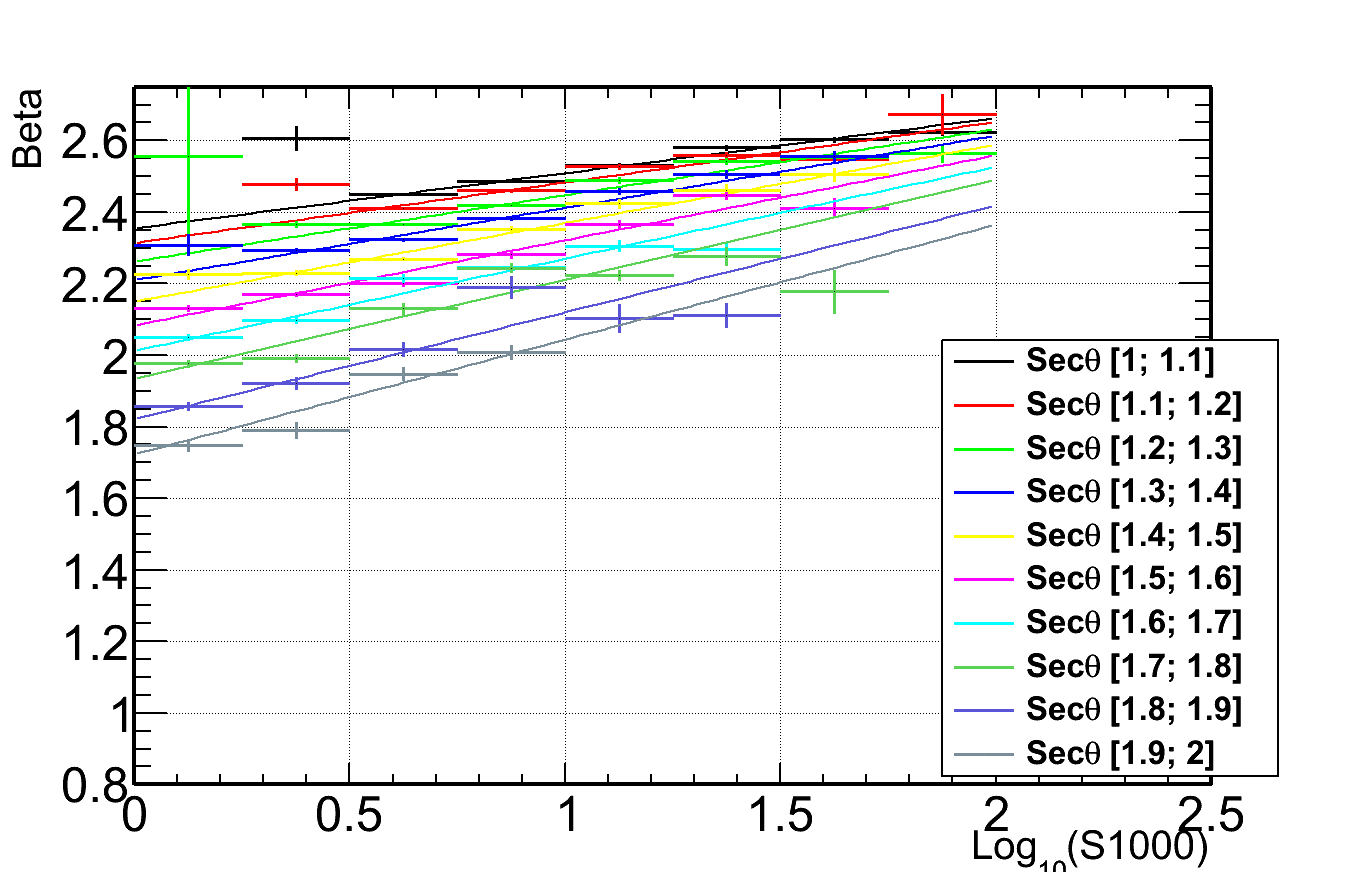 Beta
2.6
2.4
2.2
2
1.8
1.6
1.4
1.2
1
0.8
0 0.5 1 1.5 2 2.5
Log10(S1000)
Secθ [1; 1.1]
Secθ [1.1; 1.2]
Secθ [1.2; 1.3]
Secθ [1.3; 1.4]
Secθ [1.4; 1.5]
Secθ [1.5; 1.6]
Secθ [1.6; 1.7]
Secθ [1.7; 1.8]
Secθ [1.8; 1.9]
Secθ [1.9; 2]